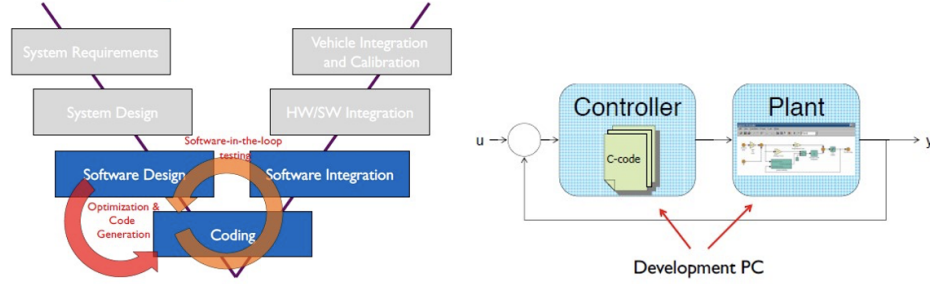 System Requirements
Vehicle Integration
and Calibration
System Design
HW/SW Integration
Software-in-the-loop
testing
Software Design
Software Integration
Optimization &
Code
Generation
Coding
Controller
Plant
u
C-code
y
Development PC